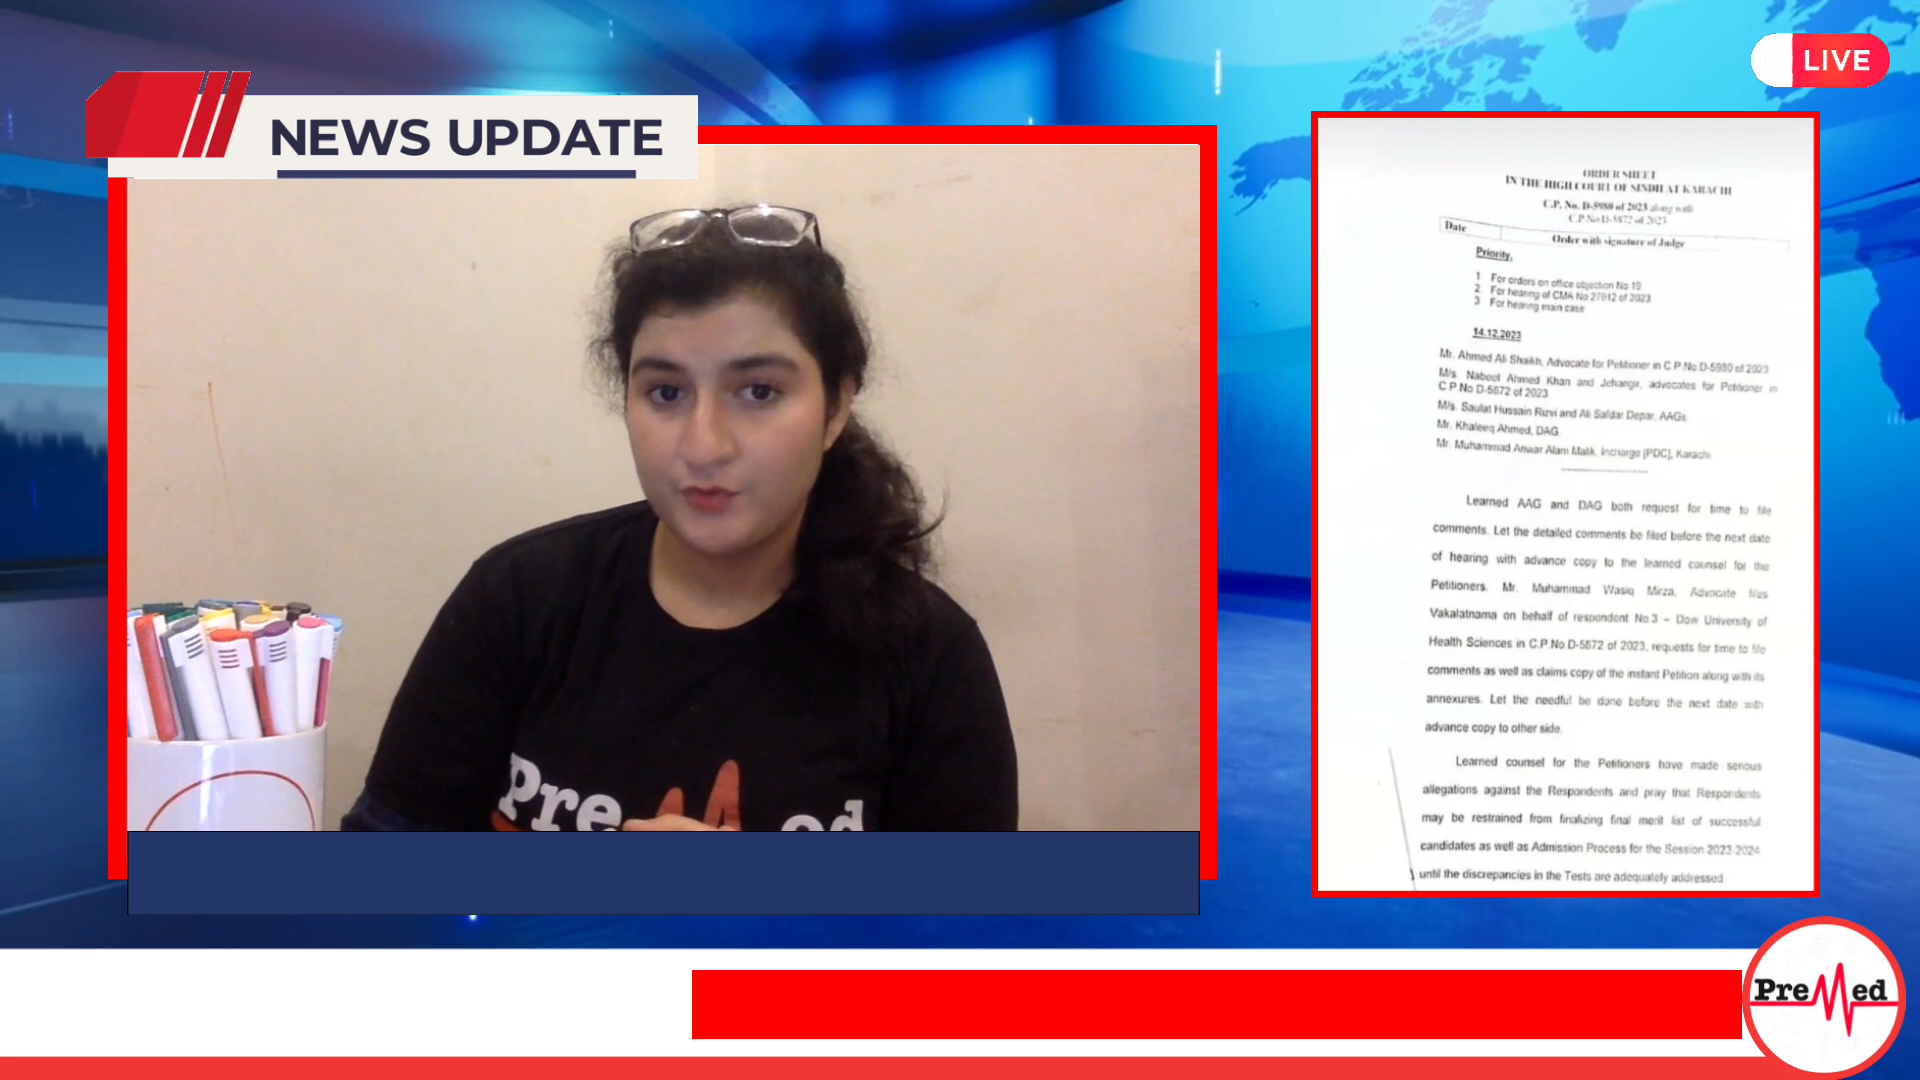 NEWS UPDATE
LIVE
ORDER SHEET
IN THE HIGH COURT OF SINDH AT KARACHI
C.P. No. D-5980 of 2023 along with
C.P No D-5872 of 2023
Date
Order with signature of Judge
Priority.
1 For orders on office objection No 19
2 For hearing of CMA No 27912 of 2023
3 For hearing main case
14.12.2023
Mr. Ahmed Ali Shaikh, Advocate for Petitioner in C P No D-5980 of 2023
M/s Nabeel Ahmed Khan and Jehangir, advocates for Petitioner in
C.P No D-5872 of 2023
M/s. Saulat Hussain Rizvi and Ali Safdar Depar, AAGs
Mr. Khaleeq Ahmed, DAG
Mr. Muhammad Anwar Alam Malik, Incharge [PDC], Karachi
Learned AAG and DAG both request for time to file
comments. Let the detailed comments be filed before the next date
of hearing with advance copy to the learned counsel for the
Petitioners. Mr. Muhammad Wasiq Mirza, Advocate files
Vakalatnama on behalf of respondent No 3 – Dow University of
Health Sciences in C.P.No D-5872 of 2023, requests for time to file
comments as well as claims copy of the instant Petition along with its
annexures. Let the needful be done before the next date with
advance copy to other side.
Learned counsel for the Petitioners have made serious
allegations against the Respondents and pray that Respondents
may be restrained from finalizing final merit list of successful
candidates as well as Admission Process for the Session 2023-2024
until the discrepancies in the Tests are adequately addressed
PreMed
PreMed